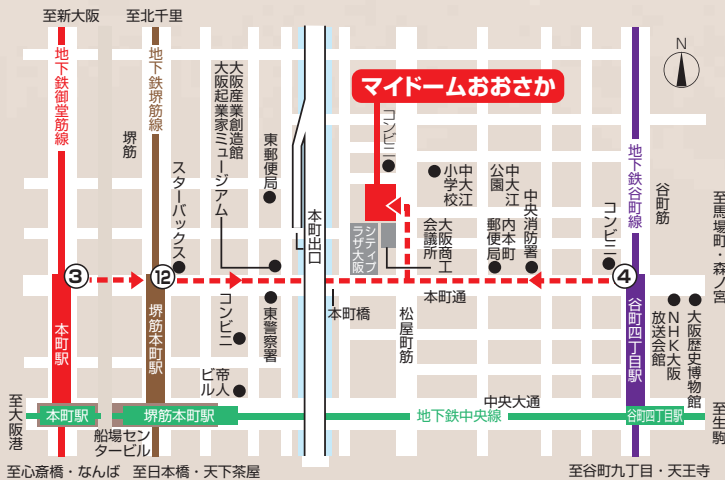 至新大阪
至北千里
地下鉄御堂筋線
地下鉄堺筋線
堺筋
スターバックス
大阪産業創造館
大阪起業家ミュージアム
東郵便局
本町出口
マイドームおおさか
コンビニ
中大江
小学校
中大江
公園
中央消防署
内本町
郵便局
大阪商工
会議所
シティプ
ラザ大阪
コンビニ
地下鉄谷町線
谷町筋
N
至馬場町・森ノ宮
③
⑫
④
本町駅
堺筋本町駅
コンビニ
東警察署
本町橋
松屋町筋
本町通
谷町四丁目駅
大阪歴史博物館
NHK大阪
放送会館
帝人
ビル
至大阪港
本町駅
堺筋本町駅
地下鉄中央線
中央大通
谷町四丁目駅
至生駒
船場セン
タービル
至心斎橋・なんば
至日本橋・天下茶屋
至谷町九丁目・天王寺